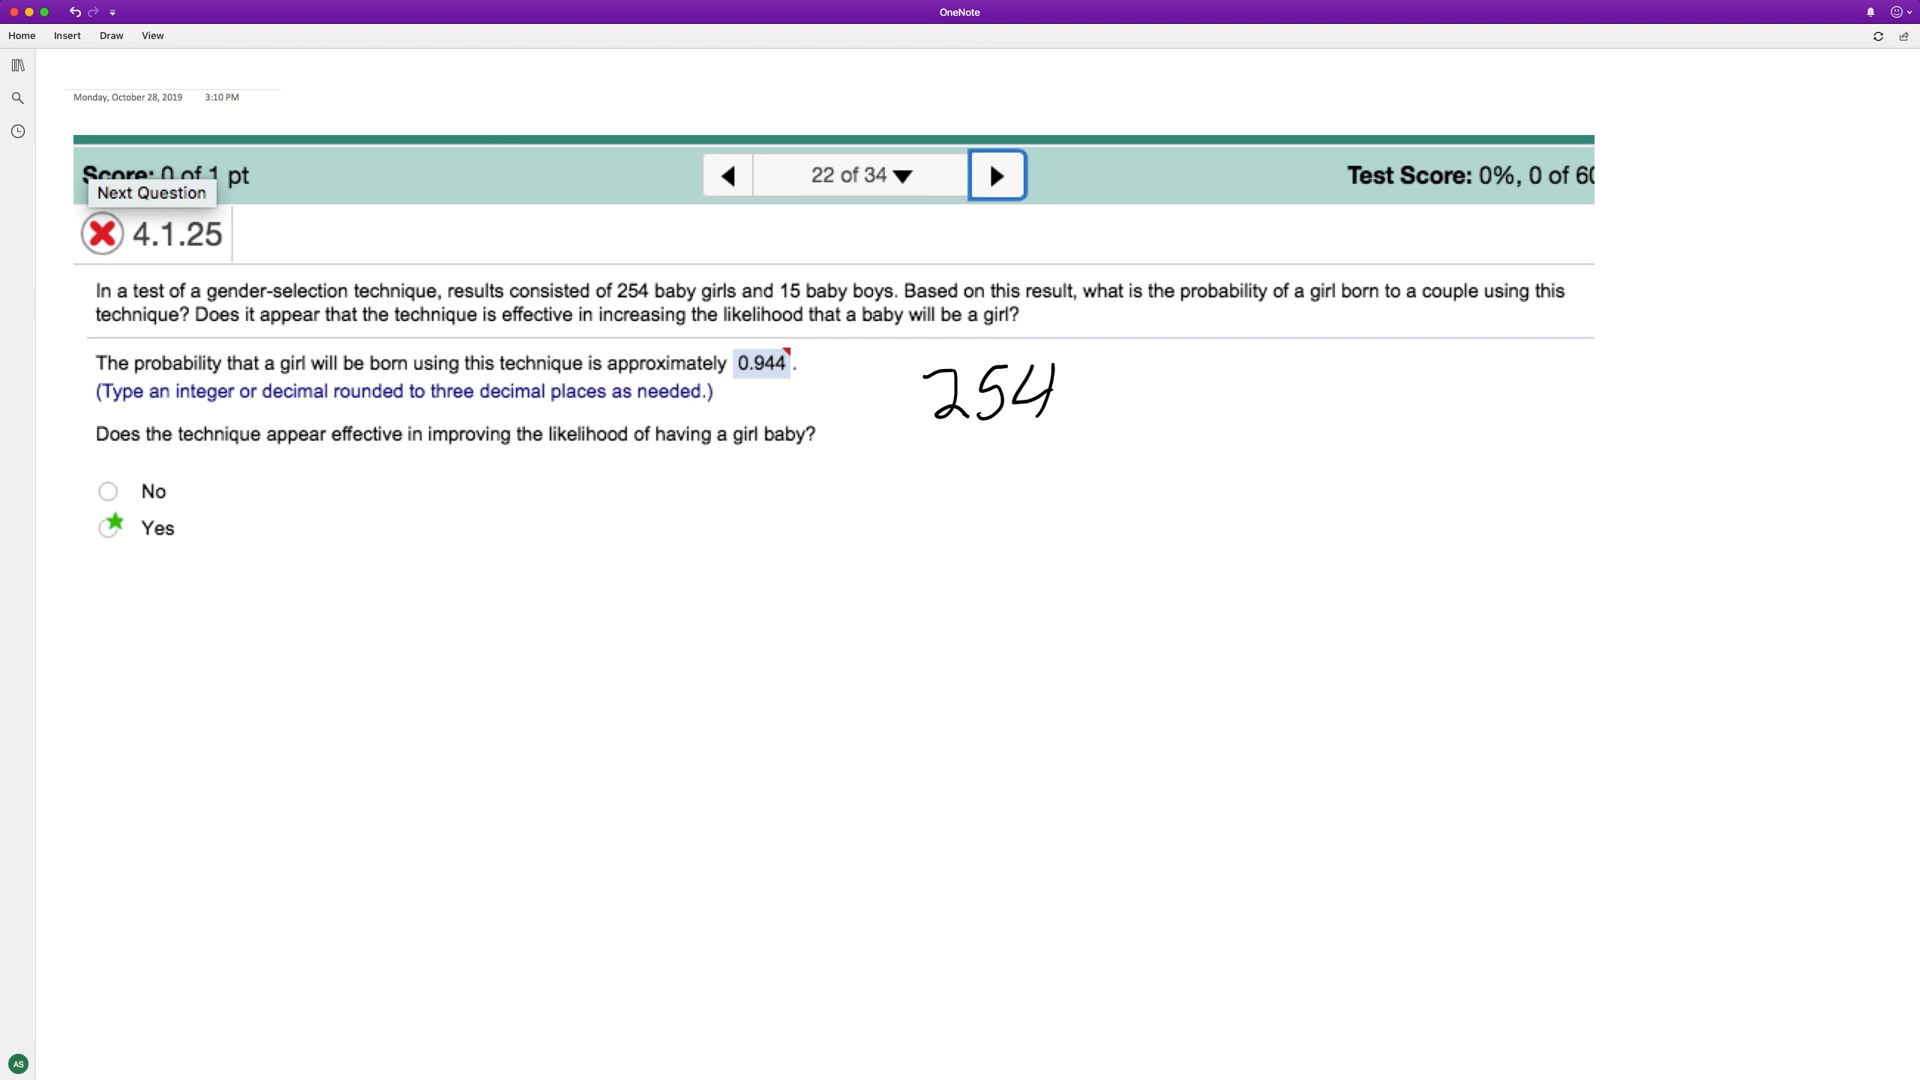 OneNote
Home Insert Draw View
Monday, October 28, 2019 3:10 PM
Score: 0 of 1 pt 22 of 34 Test Score: 0%, 0 of 60
Next Question
4.1.25
In a test of a gender-selection technique, results consisted of 254 baby girls and 15 baby boys. Based on this result, what is the probability of a girl born to a couple using this
technique? Does it appear that the technique is effective in increasing the likelihood that a baby will be a girl?
The probability that a girl will be born using this technique is approximately 0.944.
(Type an integer or decimal rounded to three decimal places as needed.)
254
Does the technique appear effective in improving the likelihood of having a girl baby?
No
Yes
AS